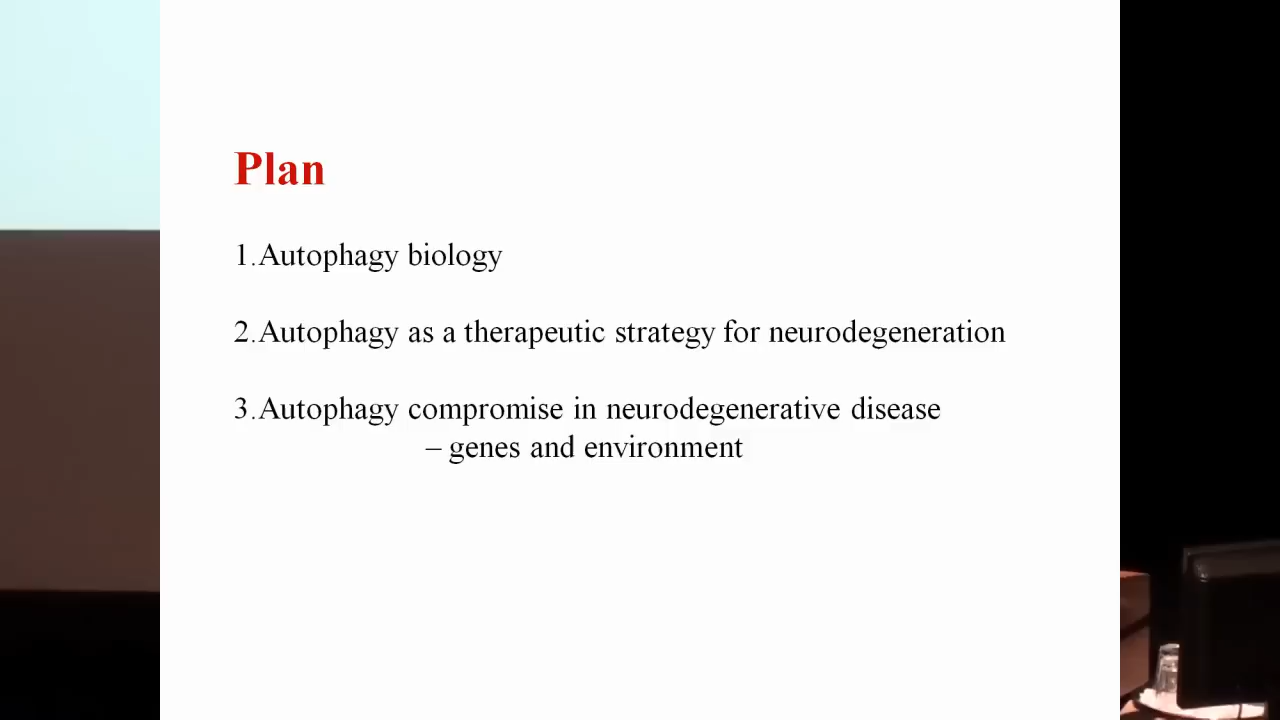 Plan
1.Autophagy biology
2.Autophagy as a therapeutic strategy for neurodegeneration
3.Autophagy compromise in neurodegenerative disease
– genes and environment